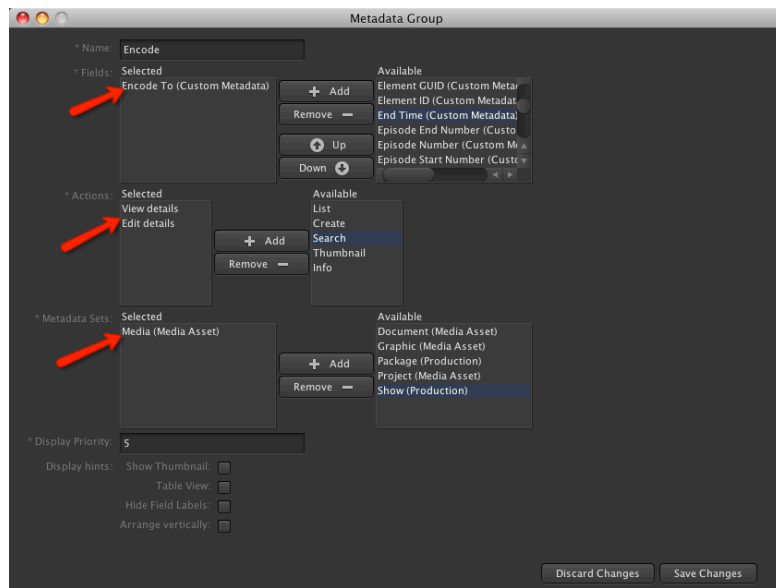 Metadata Group
* Name: Encode
* Fields: Selected Available
Encode To (Custom Metadata) Element GUID (Custom Metad
Add Element ID (Custom Metadat
Remove End Time (Custom Metadata)
Episode End Number (Custo
Up Episode Number (Custom M
Down Episode Start Number (Custo
* Actions: Selected Available
View details List
Edit details Create
Add Search
Thumbnail
Remove Info
* Metadata Sets: Selected Available
Media (Media Asset) Document (Media Asset)
Graphic (Media Asset)
Add Package (Production)
Project (Media Asset)
Remove Show (Production)
* Display Priority: 5
Display hints: Show Thumbnail:
Table View:
Hide Field Labels:
Arrange vertically:
Discard Changes Save Changes